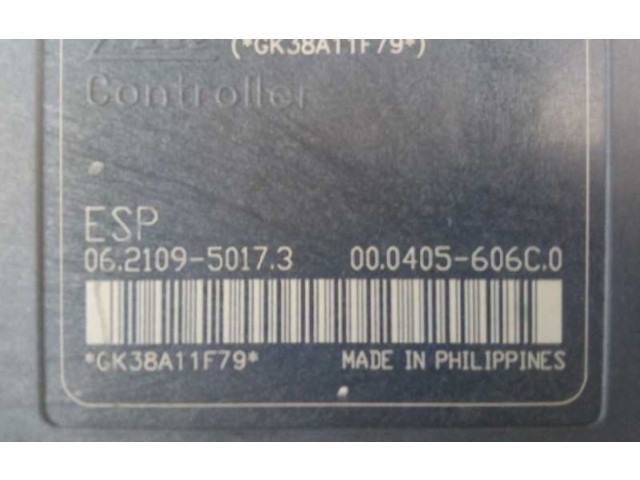 (*GK38A11F79*)
Controller
ESP
06.2109-5017.3 00.0405-606C.0
*GK38A11F79* MADE IN PHILIPPINES